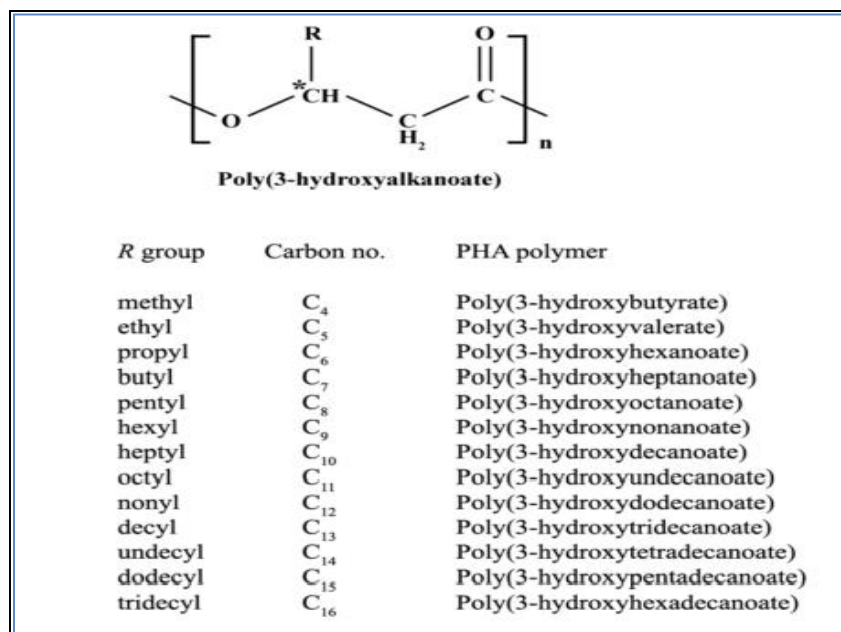 R
O
*CH
C
O
C
H₂
n
Poly(3-hydroxyalkanoate)
R group Carbon no. PHA polymer
methyl C₄ Poly(3-hydroxybutyrate)
ethyl C₅ Poly(3-hydroxyvalerate)
propyl C₆ Poly(3-hydroxyhexanoate)
butyl C₇ Poly(3-hydroxyheptanoate)
pentyl C₈ Poly(3-hydroxyoctanoate)
hexyl C₉ Poly(3-hydroxynonanoate)
heptyl C₁₀ Poly(3-hydroxydecanoate)
octyl C₁₁ Poly(3-hydroxyundecanoate)
nonyl C₁₂ Poly(3-hydroxydodecanoate)
decyl C₁₃ Poly(3-hydroxytridecanoate)
undecyl C₁₄ Poly(3-hydroxytetradecanoate)
dodecyl C₁₅ Poly(3-hydroxypentadecanoate)
tridecyl C₁₆ Poly(3-hydroxyhexadecanoate)